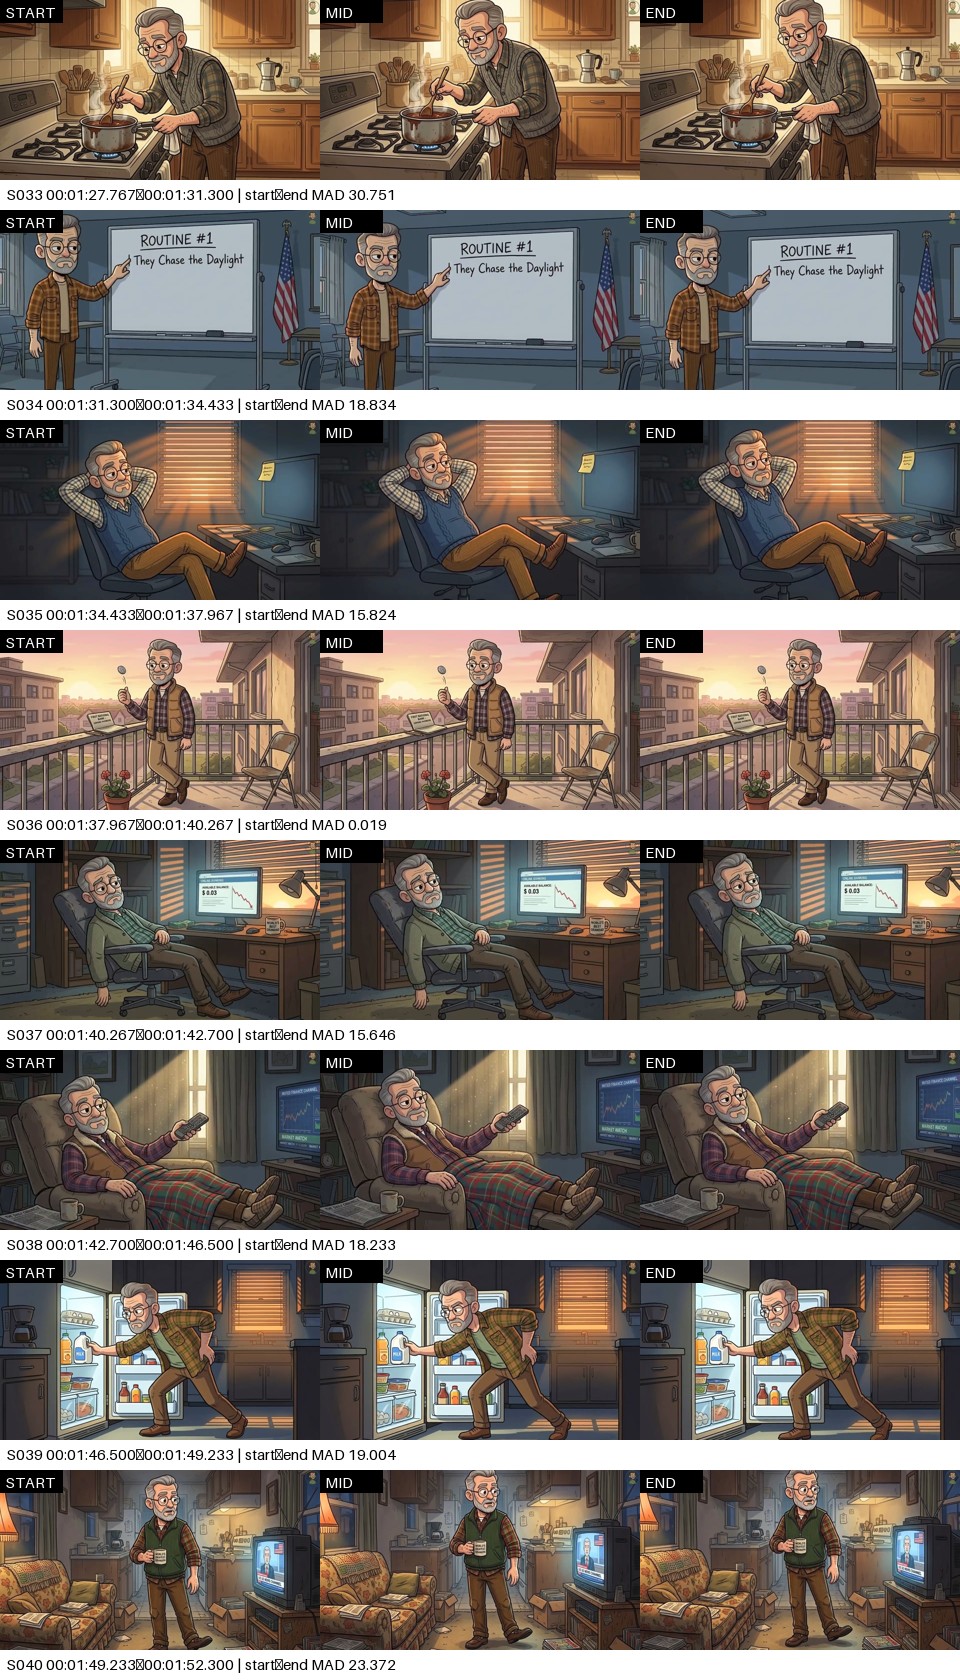 START MID END
S033 00:01:27.767□00:01:31.300 | start□end MAD 30.751
START MID END
ROUTINE #1 ROUTINE #1 ROUTINE #1
They Chase the Daylight They Chase the Daylight They Chase the Daylight
S034 00:01:31.300□00:01:34.433 | start□end MAD 18.834
START MID END
S035 00:01:34.433□00:01:37.967 | start□end MAD 15.824
START MID END
S036 00:01:37.967□00:01:40.267 | start□end MAD 0.019
START MID END
AVAILABLE BALANCE AVAILABLE BALANCE AVAILABLE BALANCE
$ 0.03 $ 0.03 $ 0.03
S037 00:01:40.267□00:01:42.700 | start□end MAD 15.646
START MID END
MARKET WATCH MARKET WATCH MARKET WATCH
S038 00:01:42.700□00:01:46.500 | start□end MAD 18.233
START MID END
MILK MILK MILK
S039 00:01:46.500□00:01:49.233 | start□end MAD 19.004
START MID END
S040 00:01:49.233□00:01:52.300 | start□end MAD 23.372